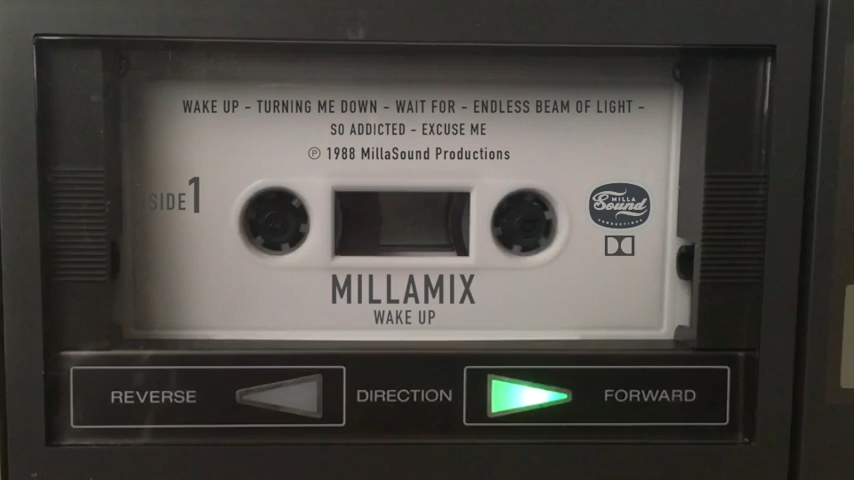 WAKE UP - TURNING ME DOWN - WAIT FOR - ENDLESS BEAM OF LIGHT -
SO ADDICTED - EXCUSE ME
℗ 1988 MillaSound Productions
SIDE 1
MILLA
Sound
PRODUCTIONS
MILLAMIX
WAKE UP
REVERSE
DIRECTION
FORWARD